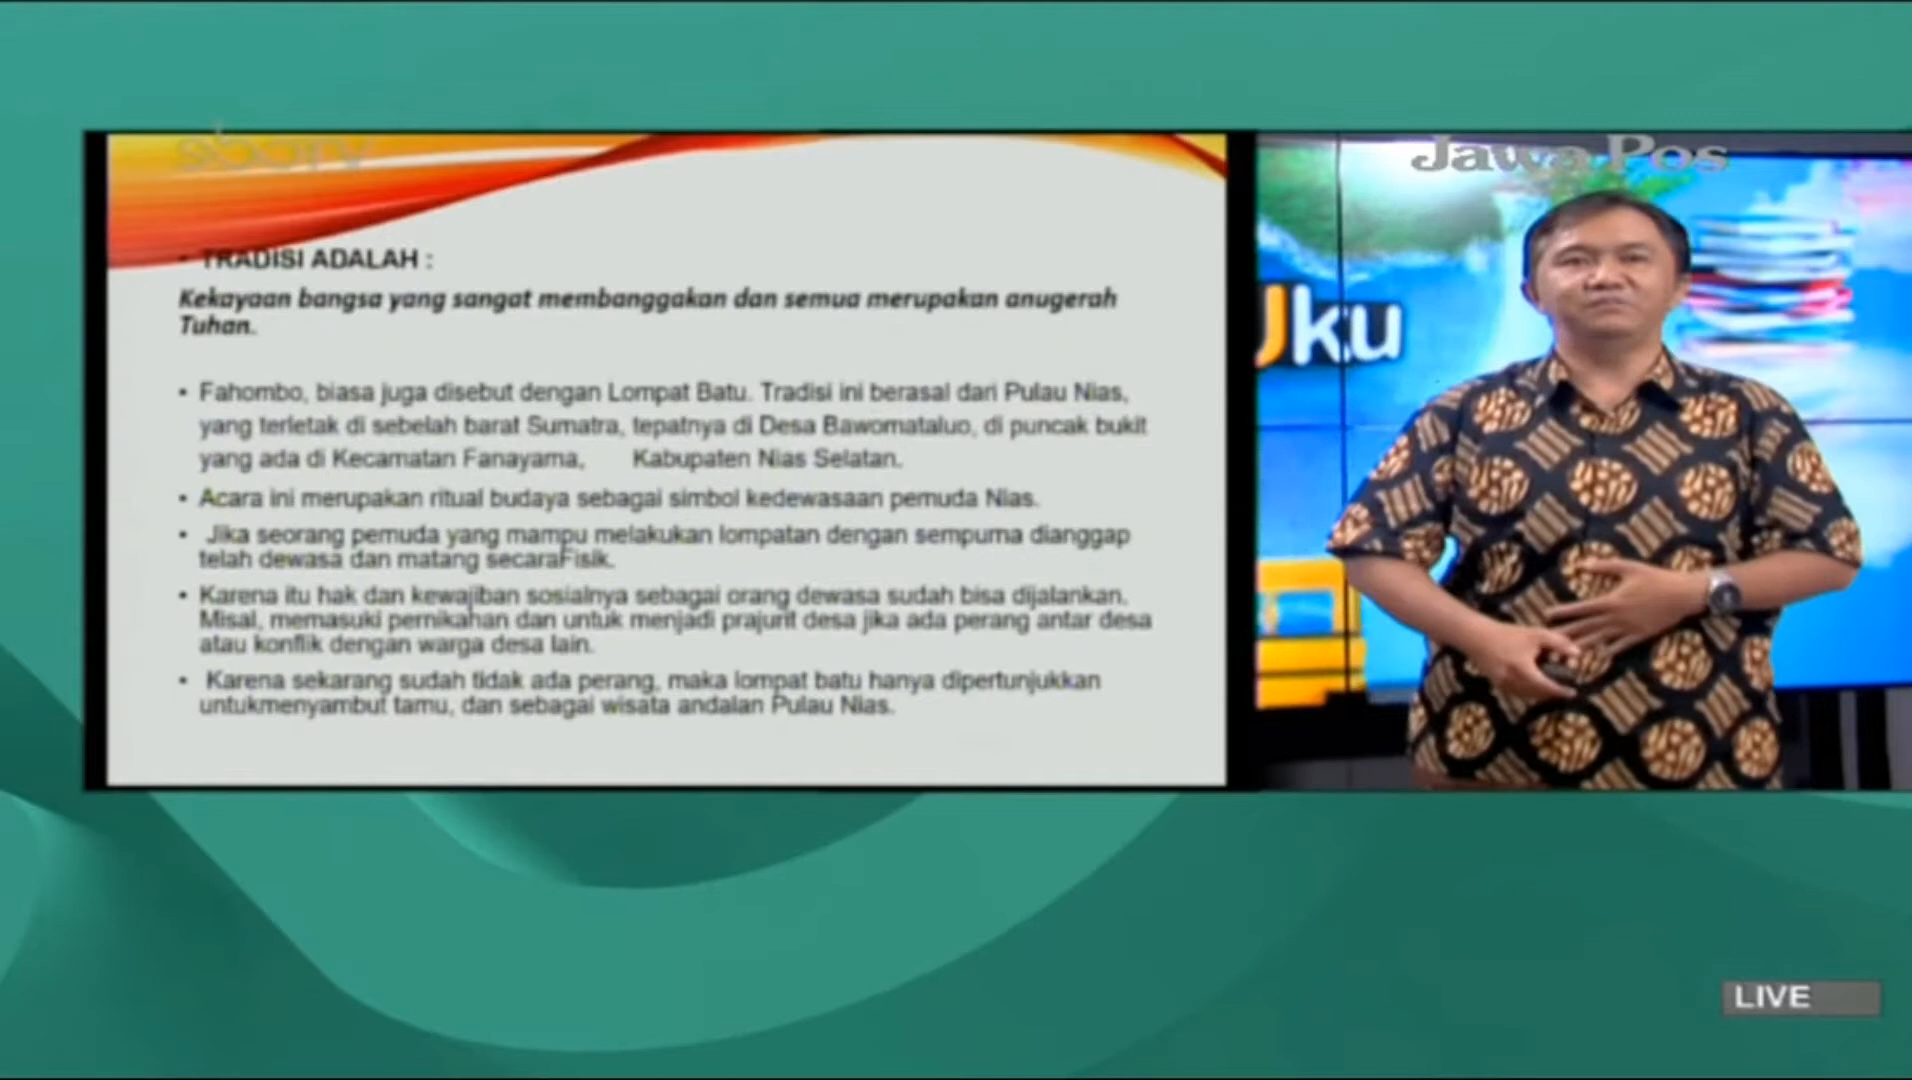 Jawa Pos
• TRADISI ADALAH :
Kekayaan bangsa yang sangat membanggakan dan semua merupakan anugerah
Tuhan.
• Fahombo, biasa juga disebut dengan Lompat Batu. Tradisi ini berasal dari Pulau Nias,
yang terletak di sebelah barat Sumatra, tepatnya di Desa Bawomataluo, di puncak bukit
yang ada di Kecamatan Fanayama, Kabupaten Nias Selatan.
• Acara ini merupakan ritual budaya sebagai simbol kedewasaan pemuda Nias.
• Jika seorang pemuda yang mampu melakukan lompatan dengan sempurna dianggap
telah dewasa dan matang secaraFisik.
• Karena itu hak dan kewajiban sosialnya sebagai orang dewasa sudah bisa dijalankan.
Misal, memasuki pernikahan dan untuk menjadi prajurit desa jika ada perang antar desa
atau konflik dengan warga desa lain.
• Karena sekarang sudah tidak ada perang, maka lompat batu hanya dipertunjukkan
untukmenyambut tamu, dan sebagai wisata andalan Pulau Nias.
Uku
LIVE